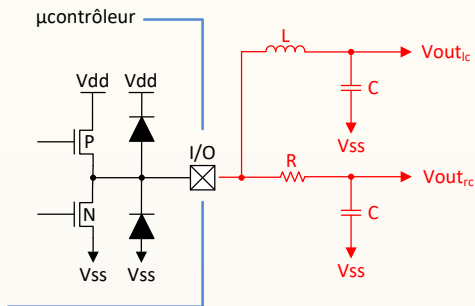 µcontrôleur
L
Vout_lc
C
Vdd Vdd
Vss
P
I/O
R
Vout_rc
N
C
Vss Vss
Vss